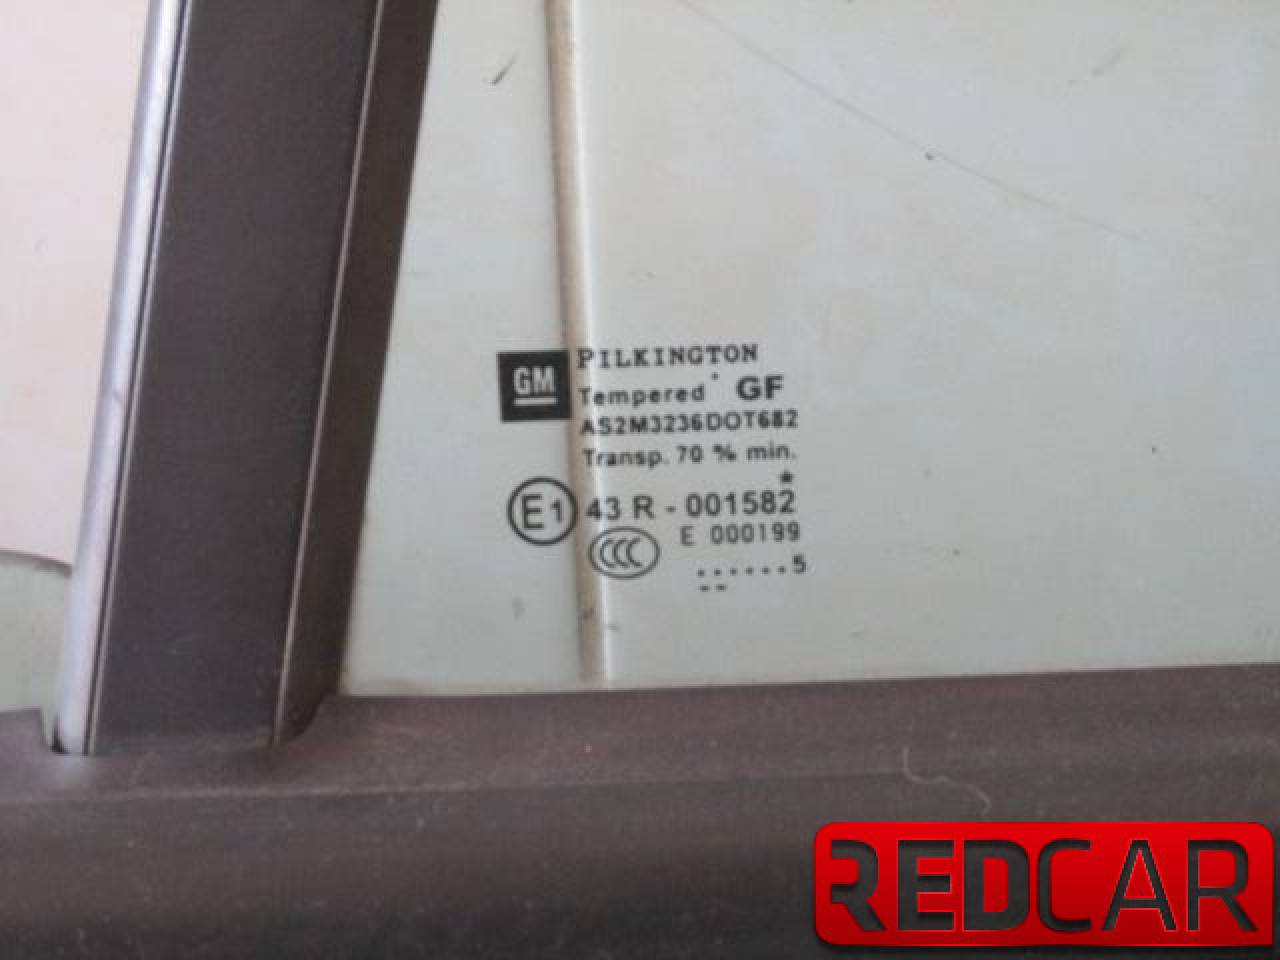 GM
PILKINGTON
Tempered GF
AS2M3236DOT682
Transp. 70 % min.
E1 43 R - 001582
CCC E 000199
......5
REDCAR